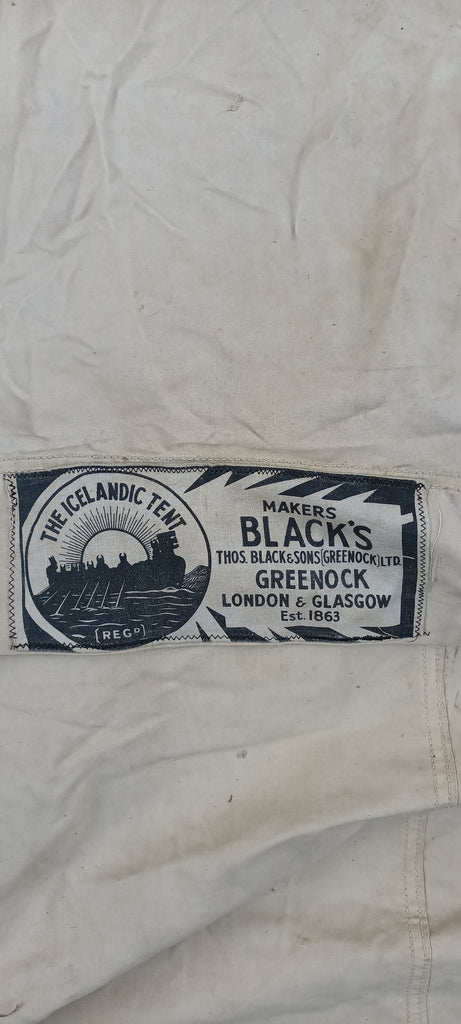 THE ICELANDIC TENT
(REGD)
MAKERS
BLACK'S
THOS. BLACK & SONS (GREENOCK) LTD.
GREENOCK
LONDON & GLASGOW
Est. 1863